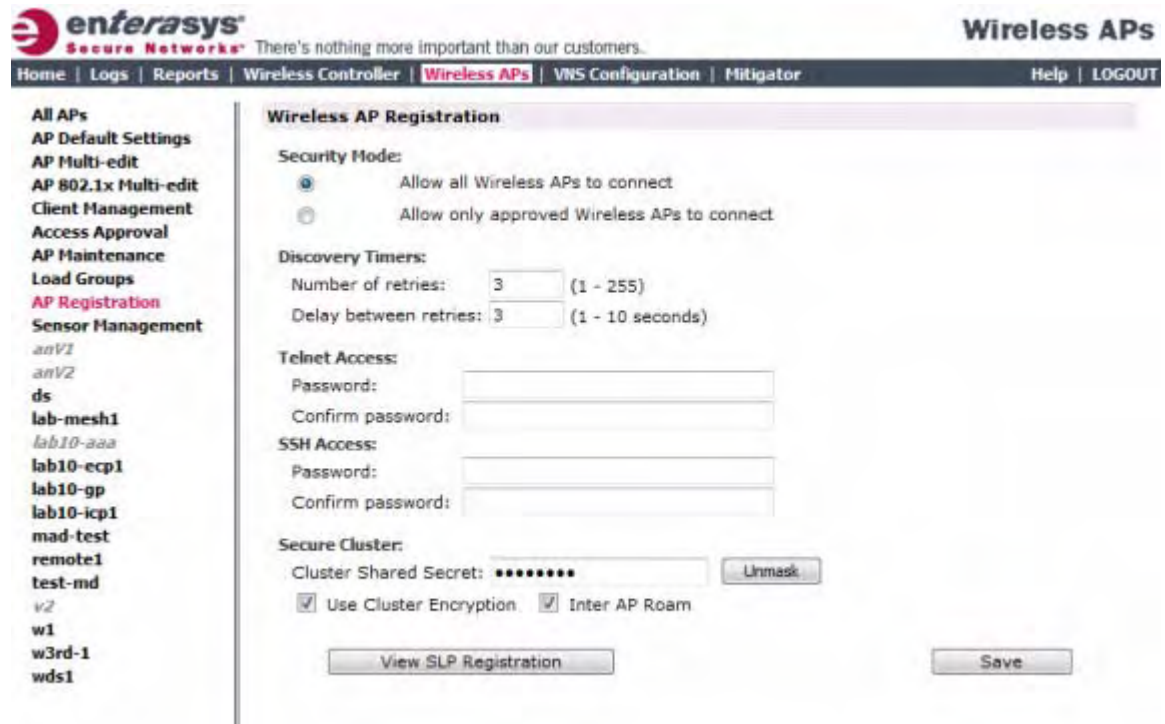 enterasys
Secure Networks There's nothing more important than our customers.
Wireless APs
Home | Logs | Reports | Wireless Controller | Wireless APs | VNS Configuration | Mitigator Help | LOGOUT
All APs
AP Default Settings
AP Multi-edit
AP 802.1x Multi-edit
Client Management
Access Approval
AP Maintenance
Load Groups
AP Registration
Sensor Management
anV1
anV2
ds
lab-mesh1
lab10-aaa
lab10-ecp1
lab10-gp
lab10-icp1
mad-test
remote1
test-md
v2
w1
w3rd-1
wds1
Wireless AP Registration
Security Mode:
Allow all Wireless APs to connect
Allow only approved Wireless APs to connect
Discovery Timers:
Number of retries: 3 (1 - 255)
Delay between retries: 3 (1 - 10 seconds)
Telnet Access:
Password:
Confirm password:
SSH Access:
Password:
Confirm password:
Secure Cluster:
Cluster Shared Secret: •••••••• Unmask
Use Cluster Encryption Inter AP Roam
View SLP Registration Save